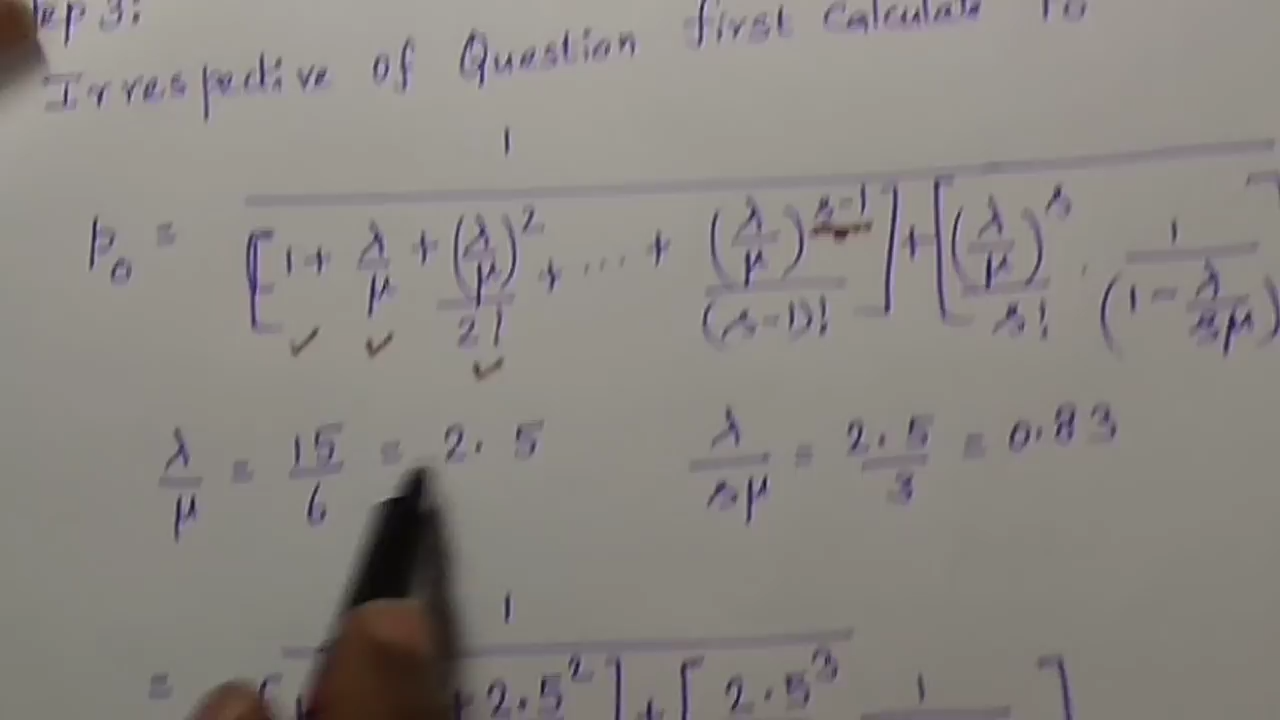 ep 3:
Irrespective of Question first Calculate P0
P0 = 1 / [1 + λ/μ + (λ/μ)^2/2! + ... + (λ/μ)^(s-1)/(s-1)!] + [(λ/μ)^s/s! . 1/(1 - λ/sμ)]
λ/μ = 15/6 = 2.5 λ/sμ = 2.5/3 = 0.83
= 1 / + 2.5^2] + [2.5^3 1 ]